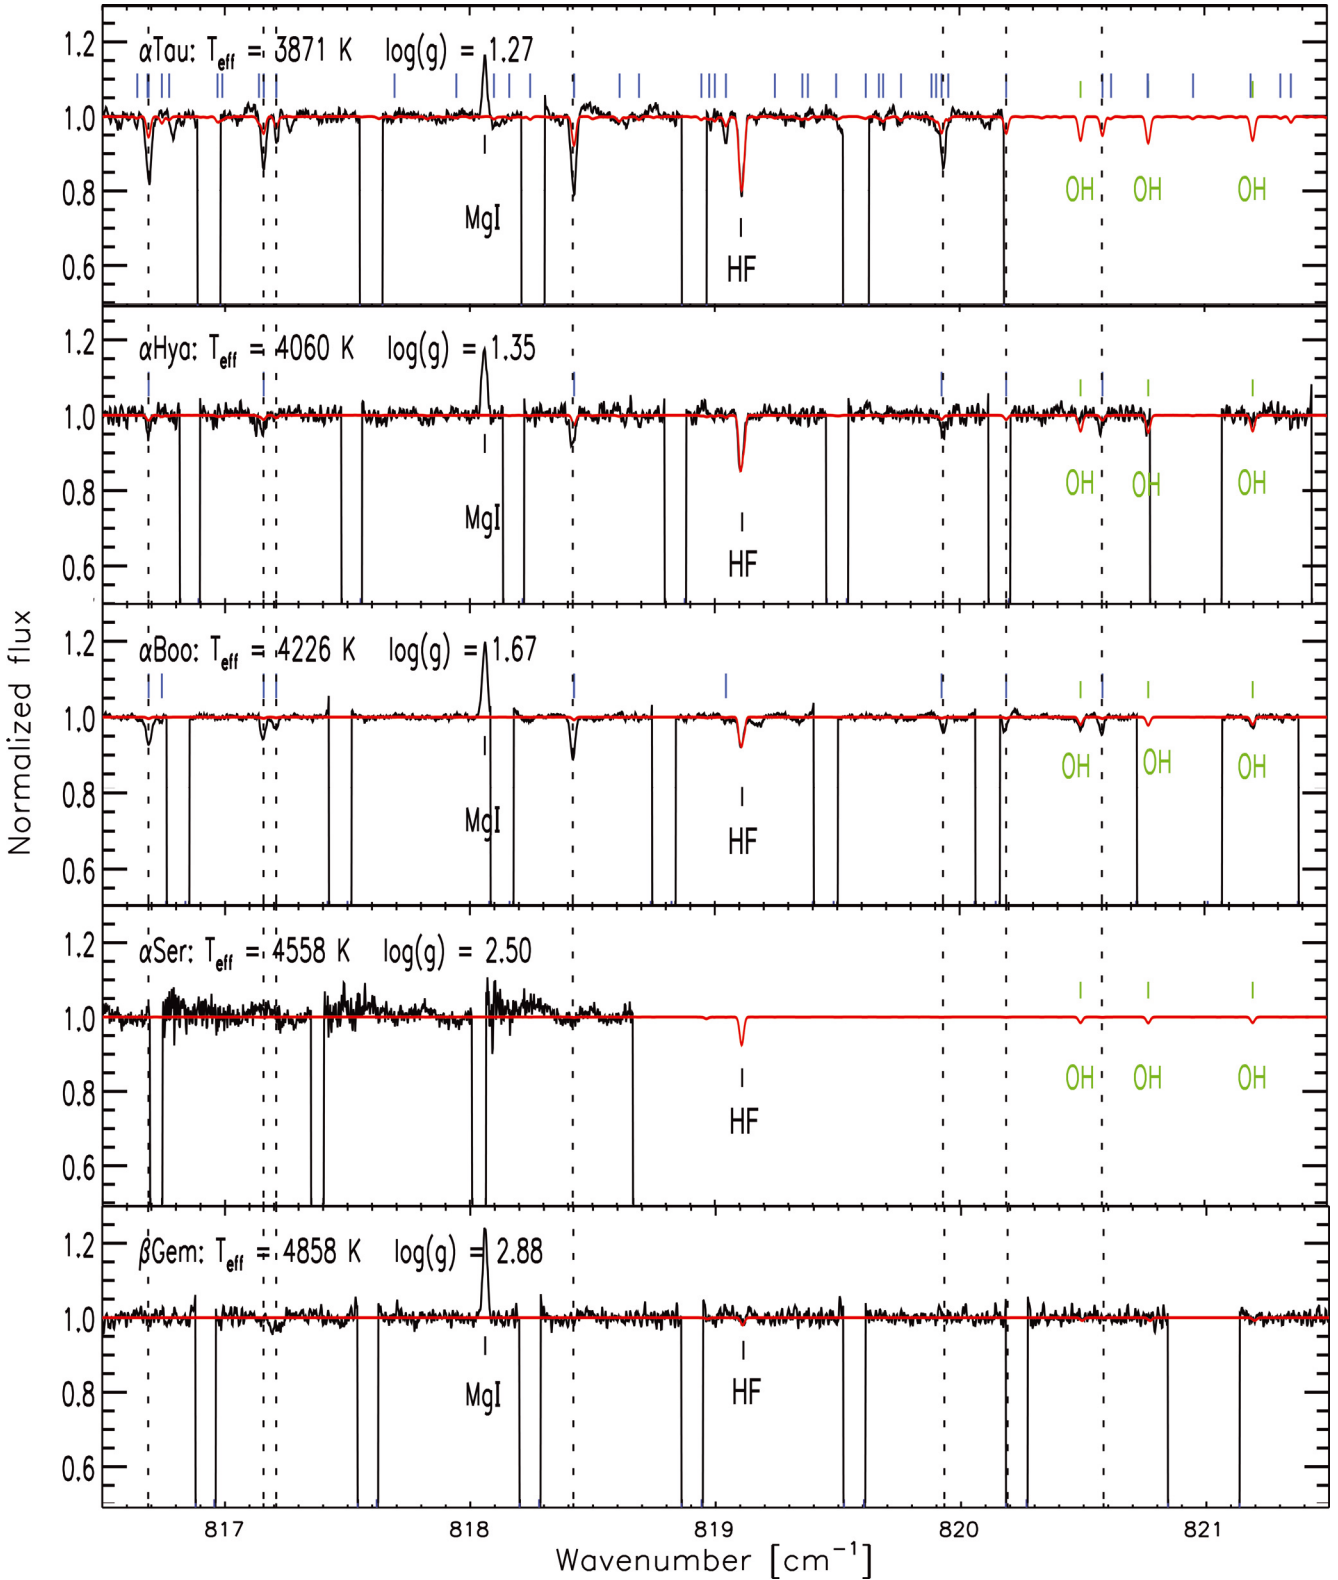 Normalized flux
αTau: Teff = 3871 K log(g) = 1.27
1.2
1.0
0.8
0.6
MgI
HF
OH OH OH
αHya: Teff = 4060 K log(g) = 1.35
1.2
1.0
0.8
0.6
MgI
HF
OH OH OH
αBoo: Teff = 4226 K log(g) = 1.67
1.2
1.0
0.8
0.6
MgI
HF
OH OH OH
αSer: Teff = 4558 K log(g) = 2.50
1.2
1.0
0.8
0.6
HF
OH OH OH
βGem: Teff = 4858 K log(g) = 2.88
1.2
1.0
0.8
0.6
MgI
HF
817 818 819 820 821
Wavenumber [cm⁻¹]